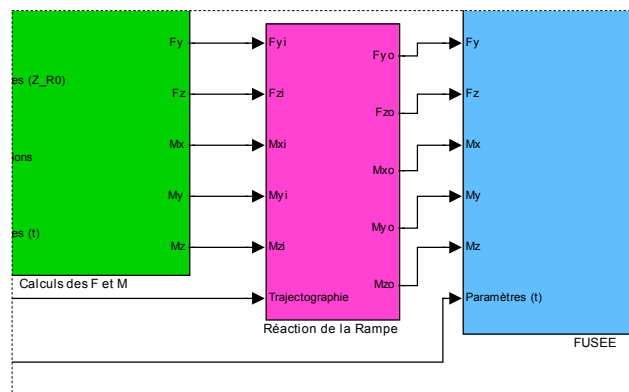 Fy
es (Z_R0)
Fz
Mx
ions
My
es (t)
Mz
Calculs des F et M
Fyi
Fyo
Fzi
Fzo
Mxi
Mxo
Myi
Myo
Mzi
Mzo
Trajectographie
Réaction de la Rampe
Fy
Fz
Mx
My
Mz
Paramètres (t)
FUSEE